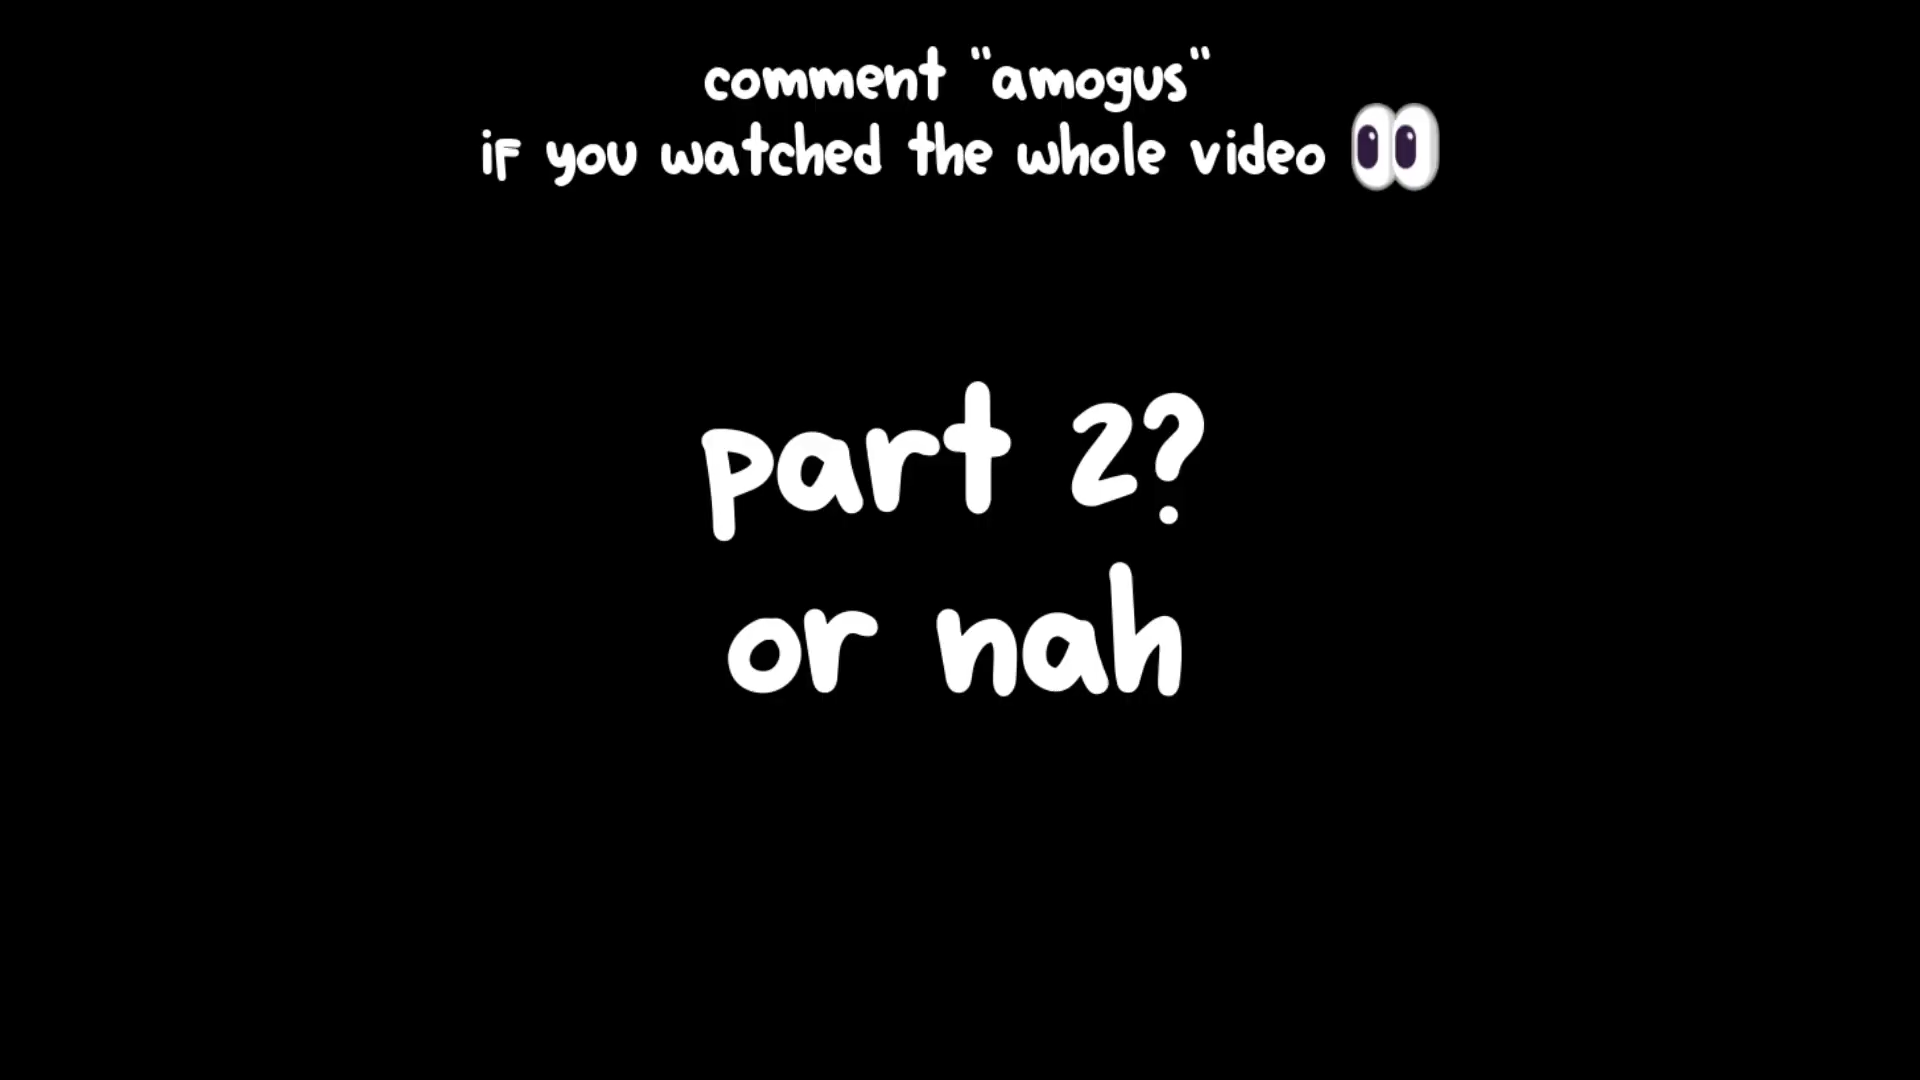 comment "amogus"
if you watched the whole video 👀
part 2?
or nah